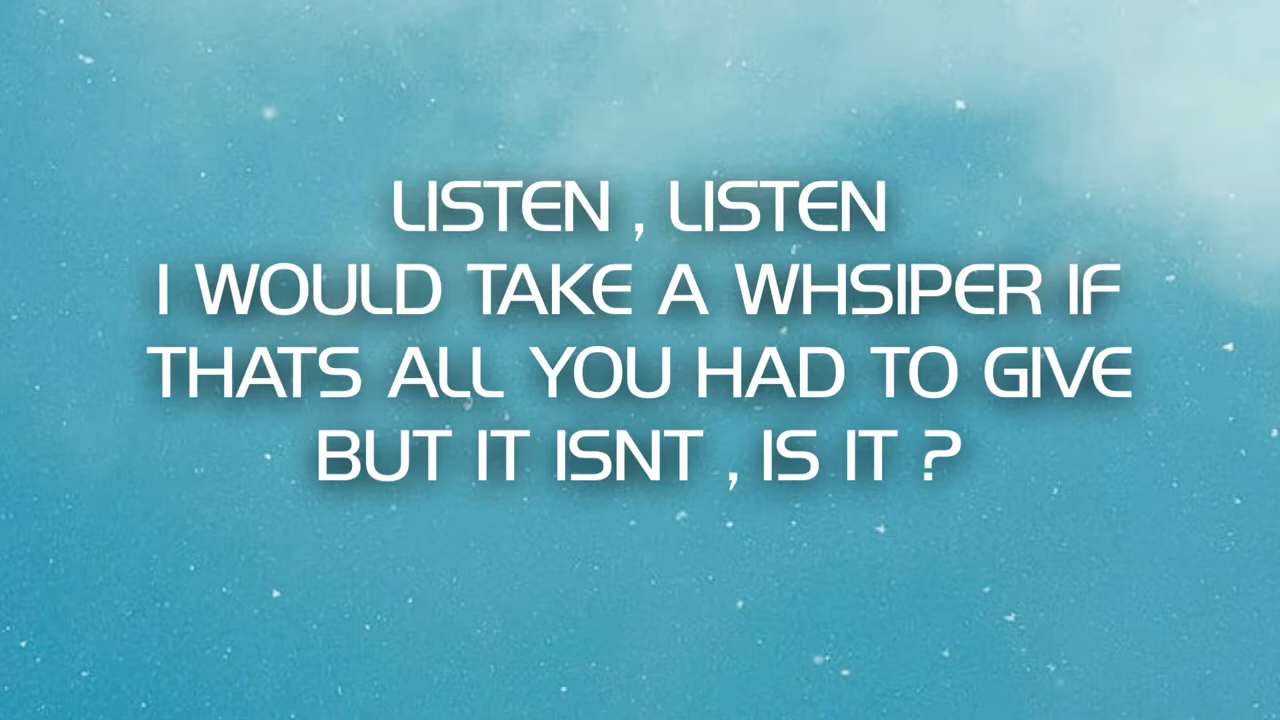 LISTEN , LISTEN
I WOULD TAKE A WHSIPER IF
THATS ALL YOU HAD TO GIVE
BUT IT ISNT , IS IT ?